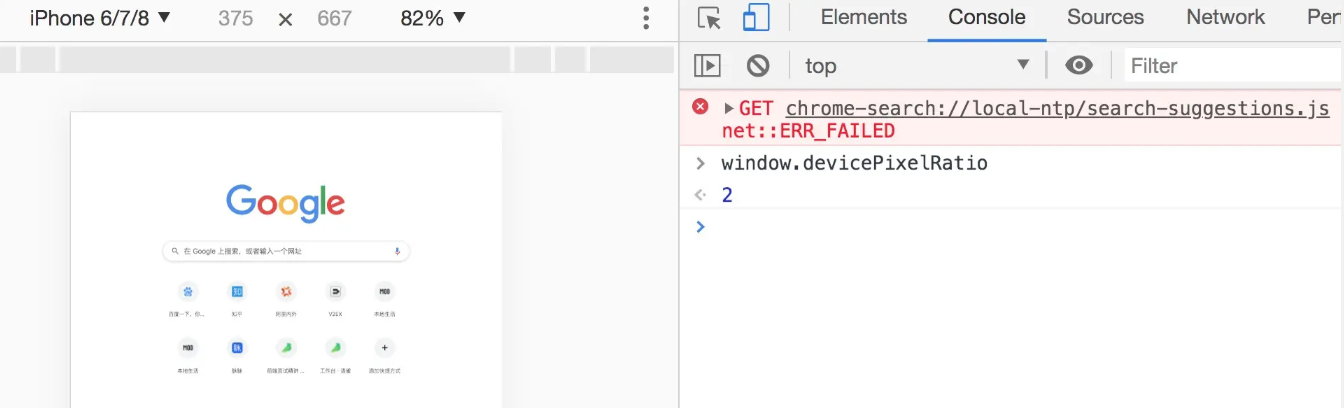 iPhone 6/7/8 ▼ 375 × 667 82% ▼
Elements Console Sources Network Per
top ▼ Filter
▶GET chrome-search://local-ntp/search-suggestions.js
net::ERR_FAILED
> window.devicePixelRatio
2
>
Google
在 Google 上搜索，或者输入一个网址
百度一下，你... 知乎 V2EX 本地生活
本地生活 脉脉 工作台 · 语雀 添加快捷方式